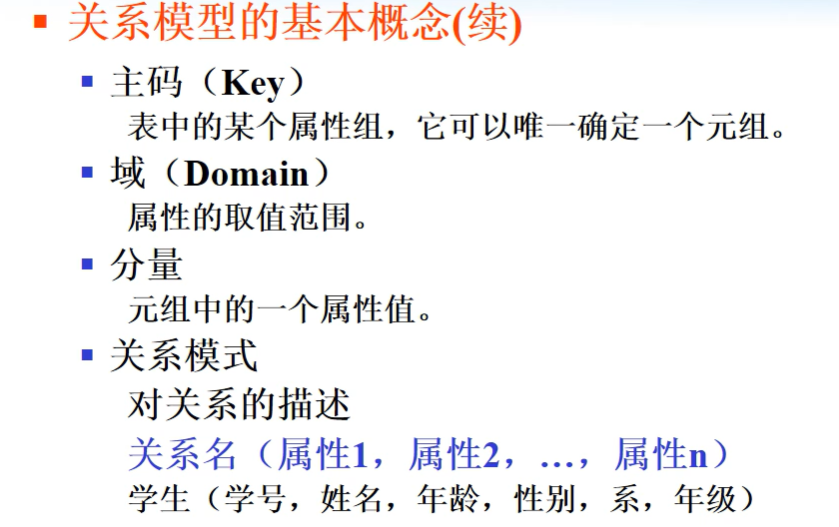 关系模型的基本概念(续)
主码（Key）
表中的某个属性组，它可以唯一确定一个元组。
域（Domain）
属性的取值范围。
分量
元组中的一个属性值。
关系模式
对关系的描述
关系名（属性1，属性2，…，属性n）
学生（学号，姓名，年龄，性别，系，年级）